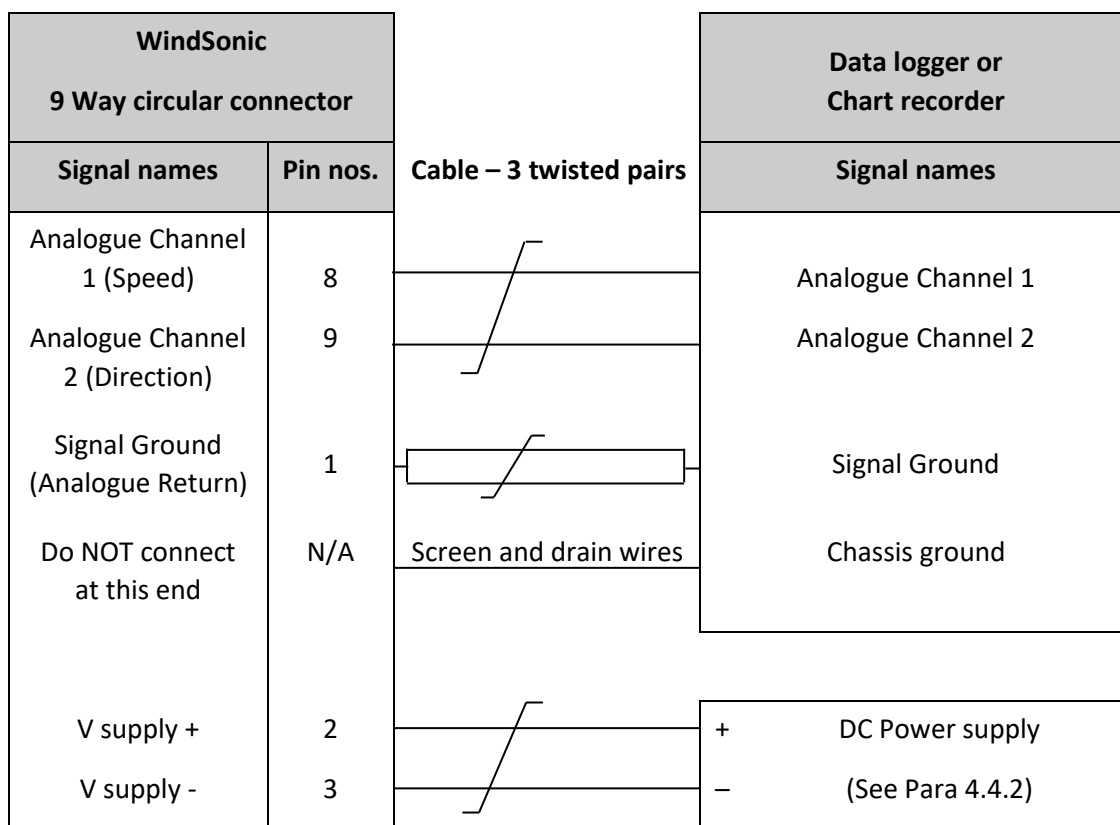 WindSonic
9 Way circular connector
Data logger or
Chart recorder
Signal names Pin nos. Cable – 3 twisted pairs Signal names
Analogue Channel
1 (Speed) 8 Analogue Channel 1
Analogue Channel 9 Analogue Channel 2
2 (Direction)
Signal Ground
(Analogue Return) 1 Signal Ground
Do NOT connect N/A Screen and drain wires Chassis ground
at this end
V supply + 2 + DC Power supply
V supply - 3 – (See Para 4.4.2)